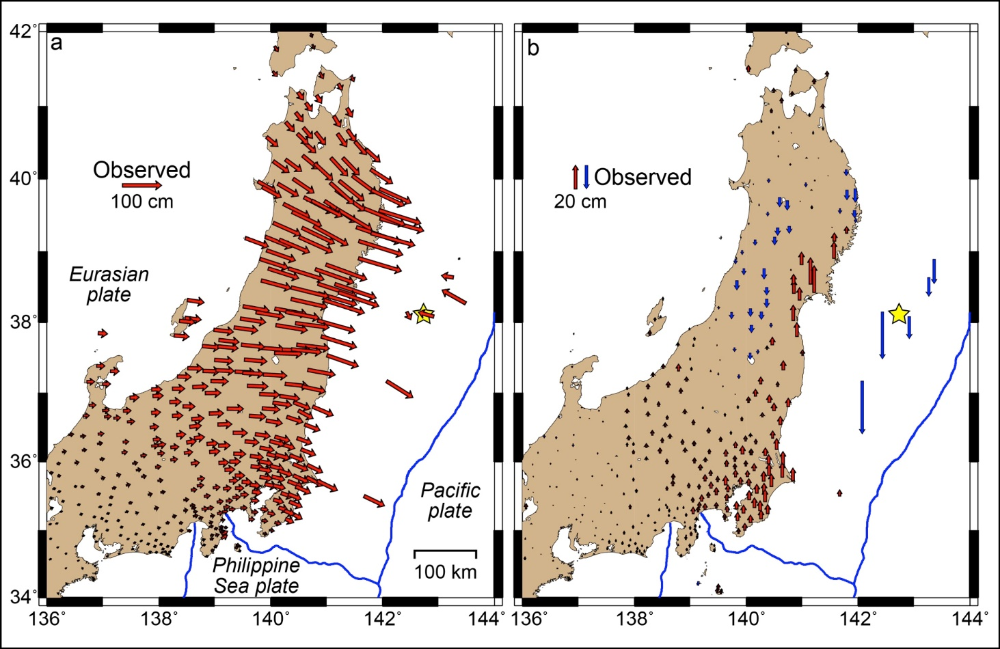 a
b
42°
40°
38°
36°
34°
Observed
100 cm
Observed
20 cm
Eurasian
plate
Pacific
plate
Philippine
Sea plate
100 km
136°
138°
140°
142°
144°
136°
138°
140°
142°
144°